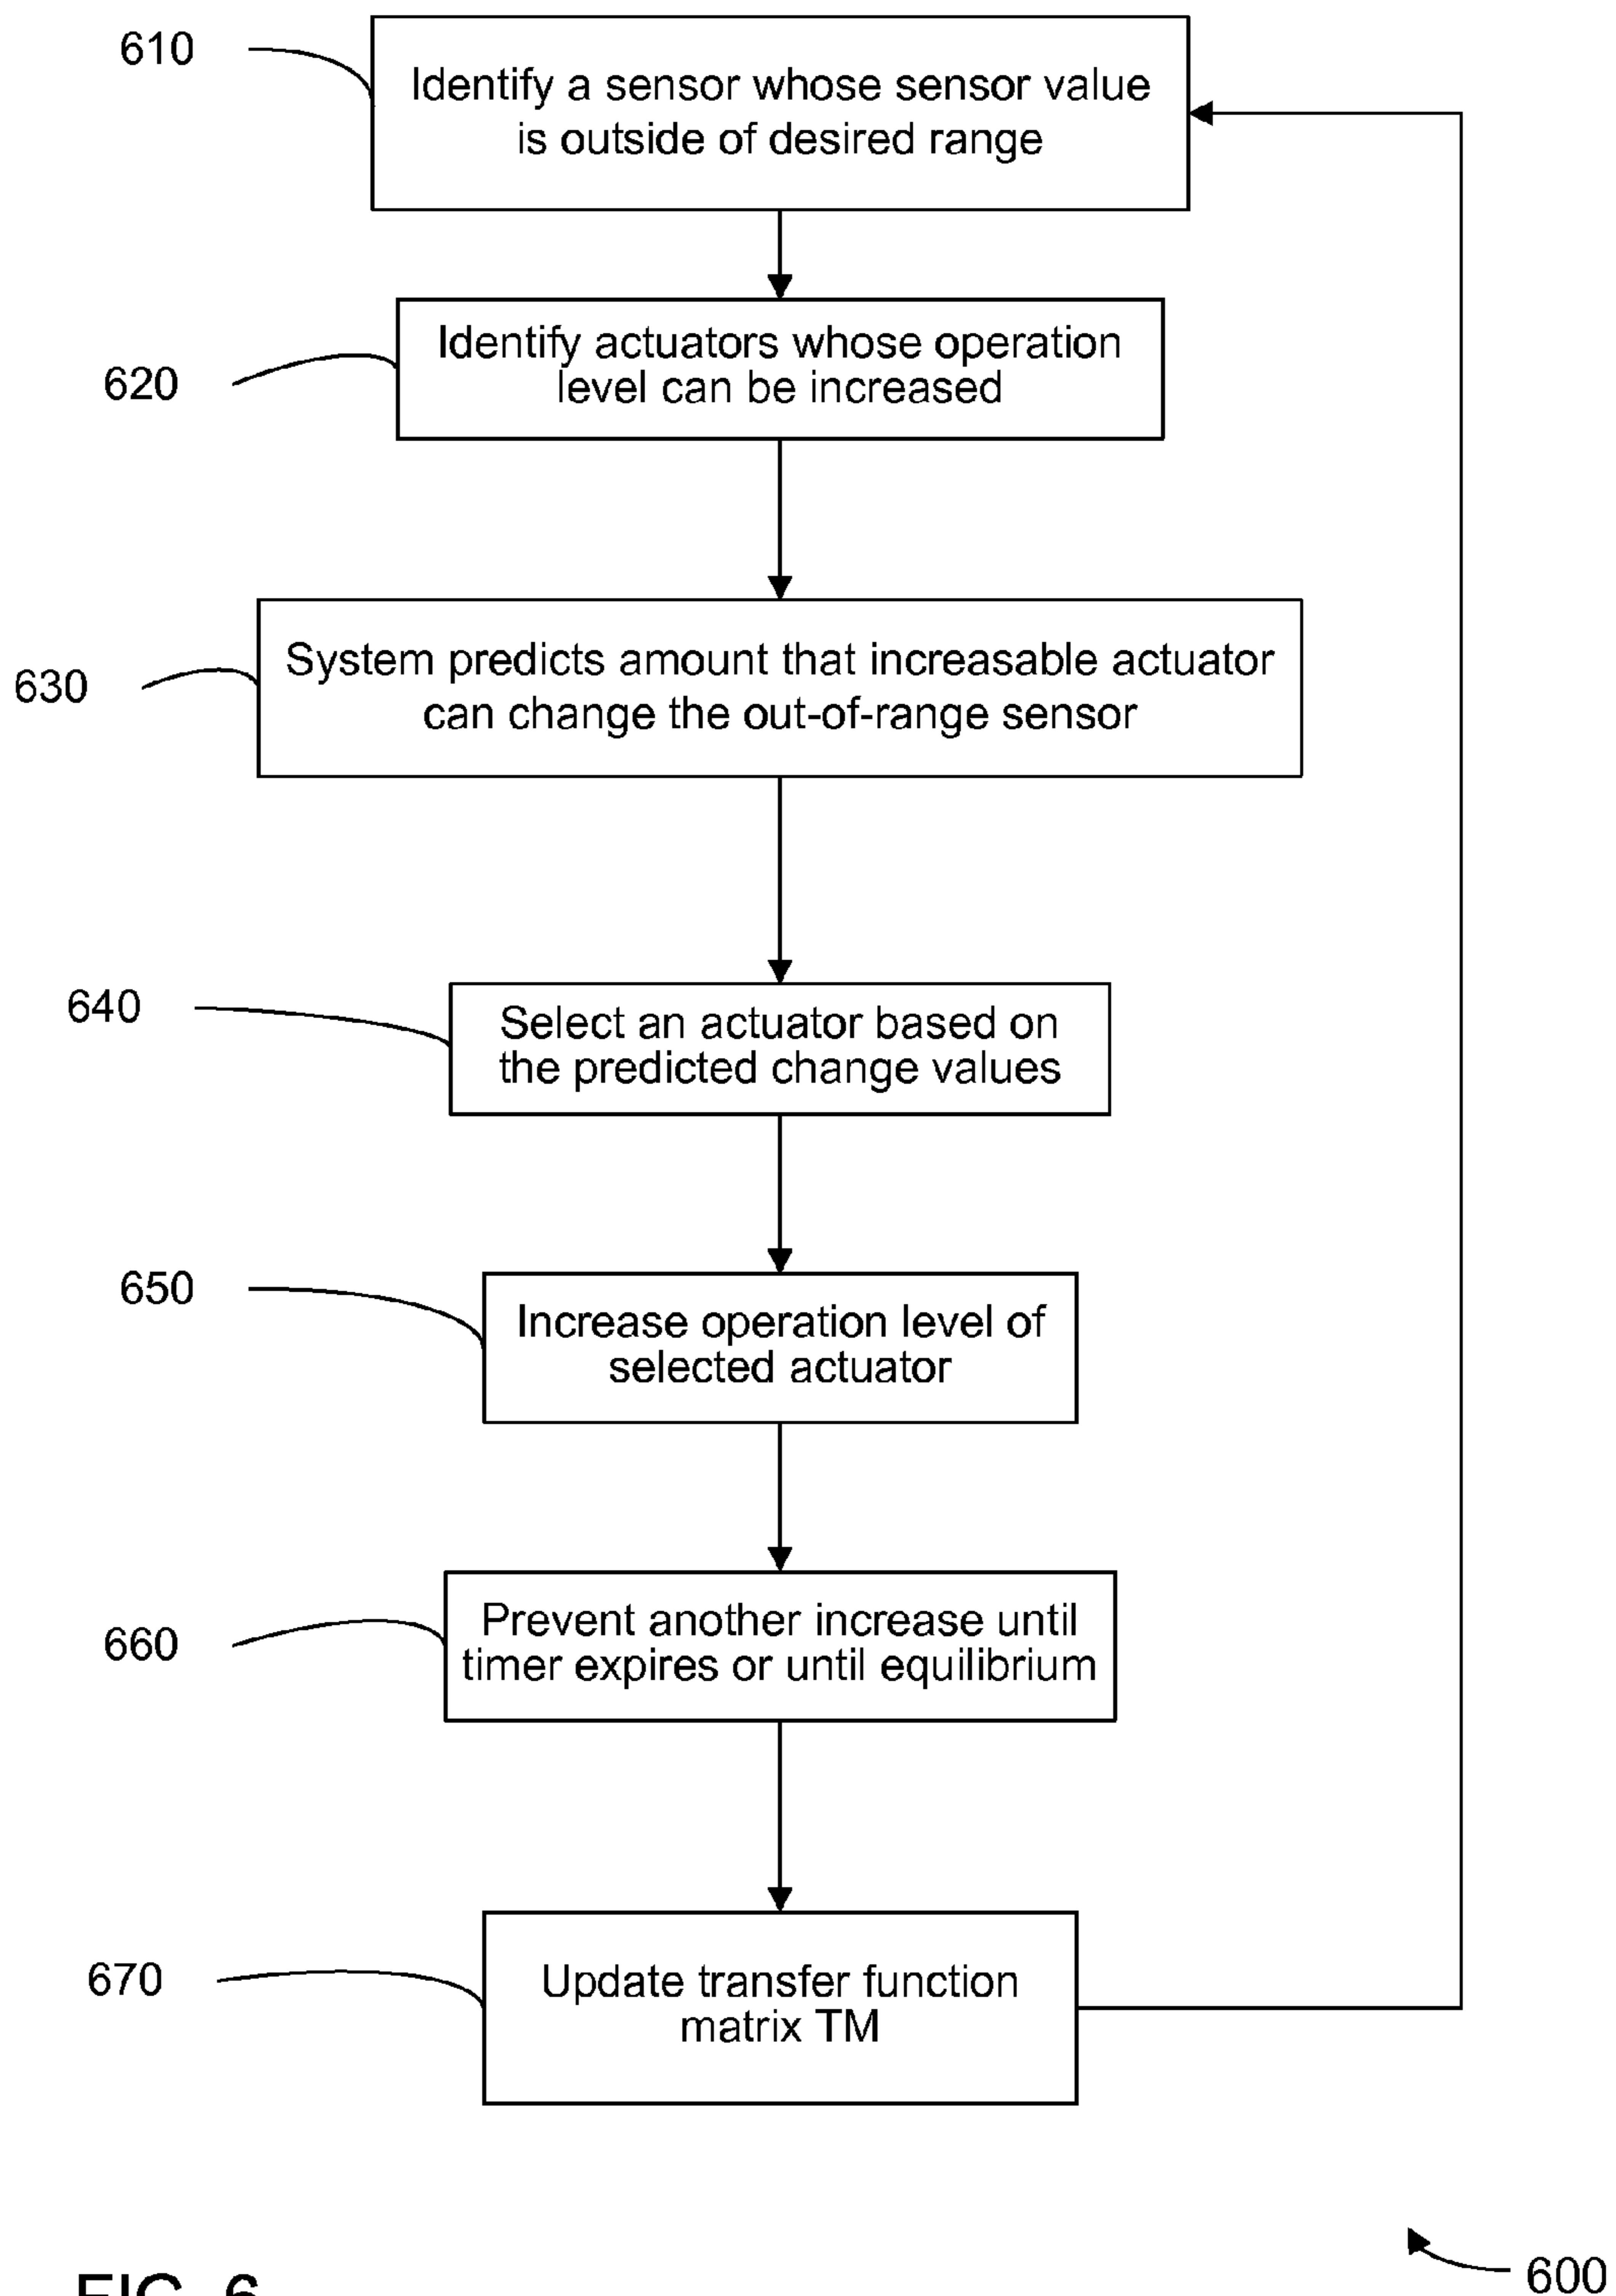 610
Identify a sensor whose sensor value
is outside of desired range
620
Identify actuators whose operation
level can be increased
630
System predicts amount that increasable actuator
can change the out-of-range sensor
640
Select an actuator based on
the predicted change values
650
Increase operation level of
selected actuator
660
Prevent another increase until
timer expires or until equilibrium
670
Update transfer function
matrix TM
600
FIG. 6